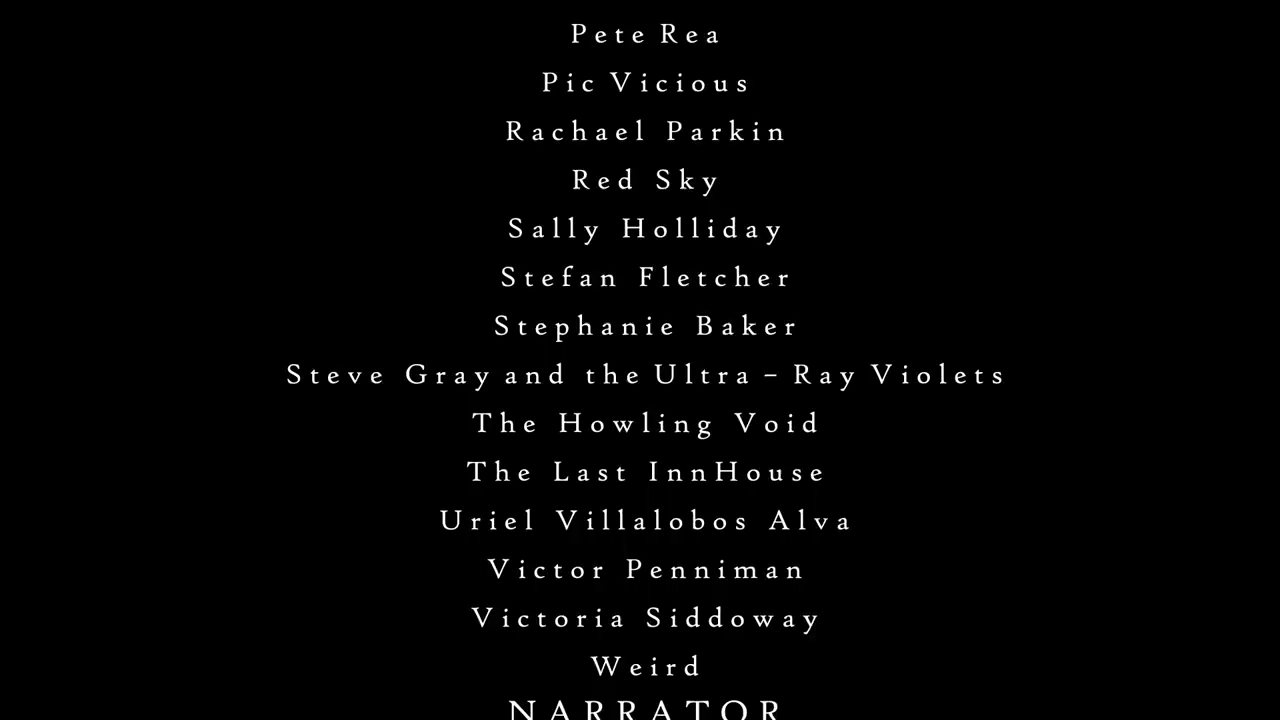 Pete Rea
Pic Vicious
Rachael Parkin
Red Sky
Sally Holliday
Stefan Fletcher
Stephanie Baker
Steve Gray and the Ultra - Ray Violets
The Howling Void
The Last InnHouse
Uriel Villalobos Alva
Victor Penniman
Victoria Siddoway
Weird
NARRATOR